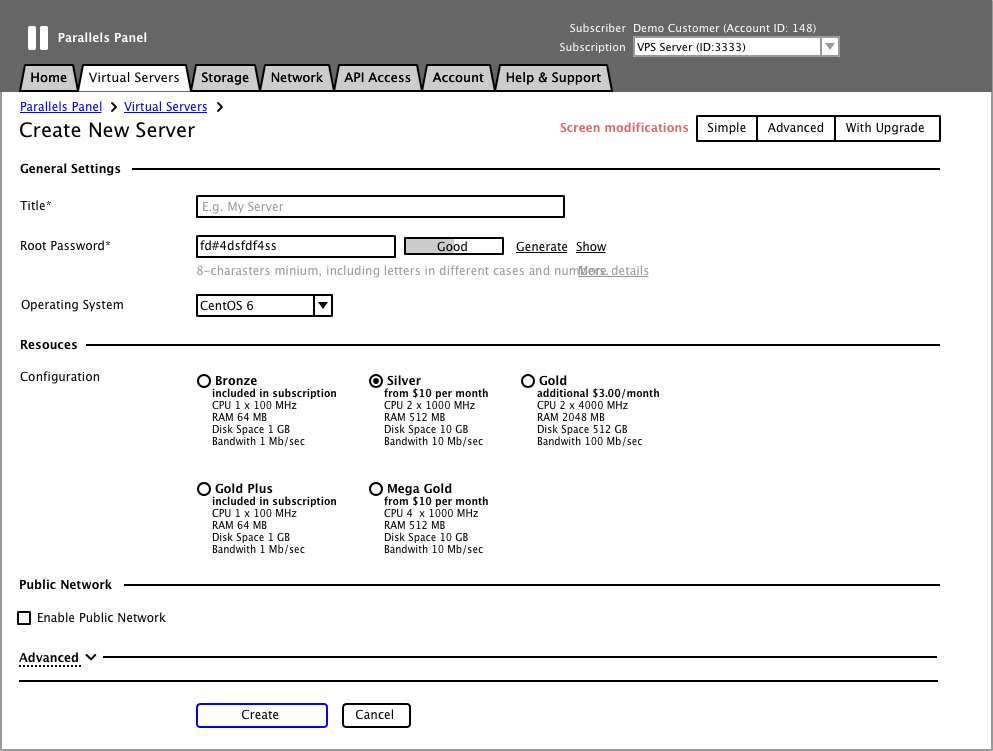 Parallels Panel
Subscriber Demo Customer (Account ID: 148)
Subscription VPS Server (ID:3333)
Home Virtual Servers Storage Network API Access Account Help & Support
Parallels Panel > Virtual Servers >
Create New Server
Screen modifications Simple Advanced With Upgrade
General Settings
Title* E.g. My Server
Root Password* fd#4dsfdf4ss Good Generate Show
8-charasters minium, including letters in different cases and numbers. More details
Operating System CentOS 6
Resouces
Configuration
Bronze
included in subscription
CPU 1 x 100 MHz
RAM 64 MB
Disk Space 1 GB
Bandwith 1 Mb/sec
Silver
from $10 per month
CPU 2 x 1000 MHz
RAM 512 MB
Disk Space 10 GB
Bandwith 10 Mb/sec
Gold
additional $3.00/month
CPU 2 x 4000 MHz
RAM 2048 MB
Disk Space 512 GB
Bandwith 100 Mb/sec
Gold Plus
included in subscription
CPU 1 x 100 MHz
RAM 64 MB
Disk Space 1 GB
Bandwith 1 Mb/sec
Mega Gold
from $10 per month
CPU 4 x 1000 MHz
RAM 512 MB
Disk Space 10 GB
Bandwith 10 Mb/sec
Public Network
Enable Public Network
Advanced
Create Cancel